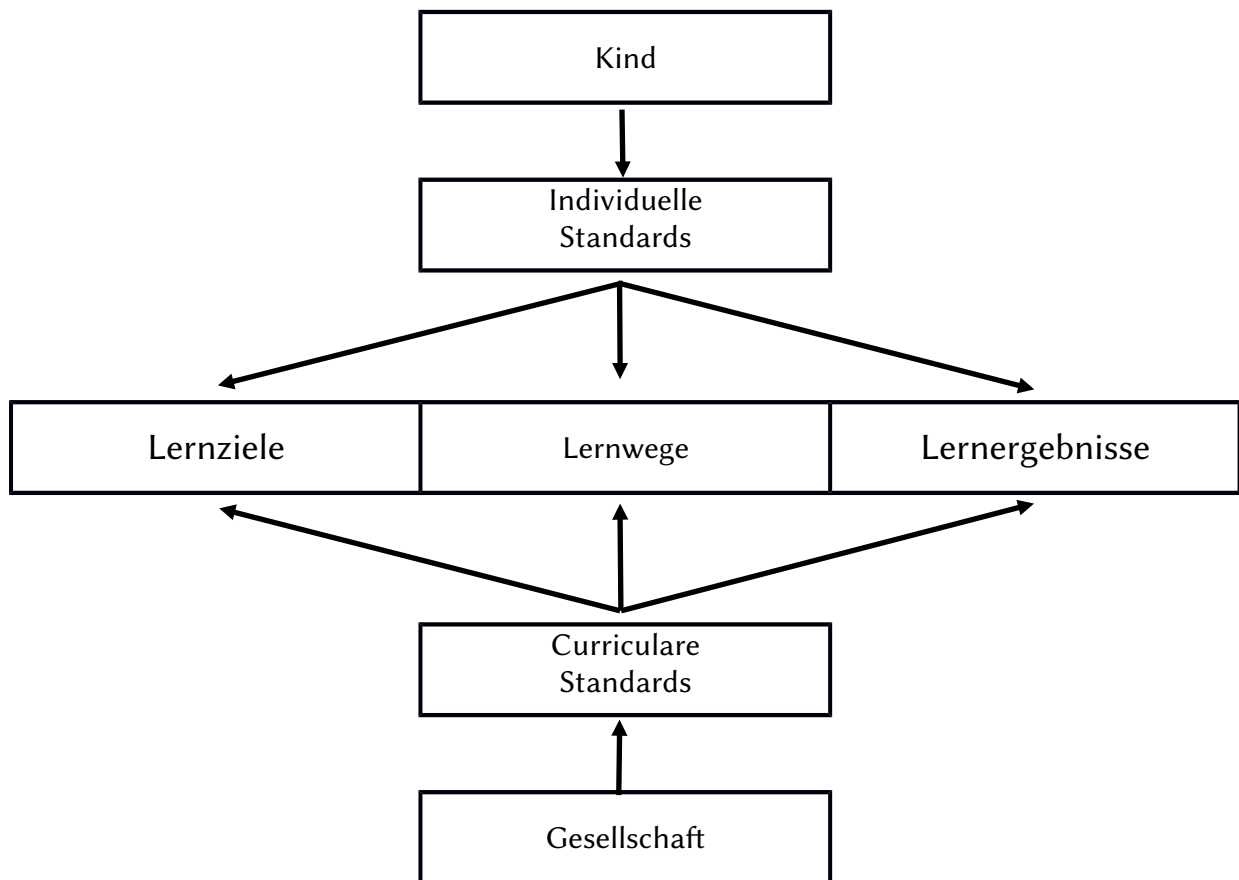 Kind
Individuelle
Standards
Lernziele
Lernwege
Lernergebnisse
Curriculare
Standards
Gesellschaft